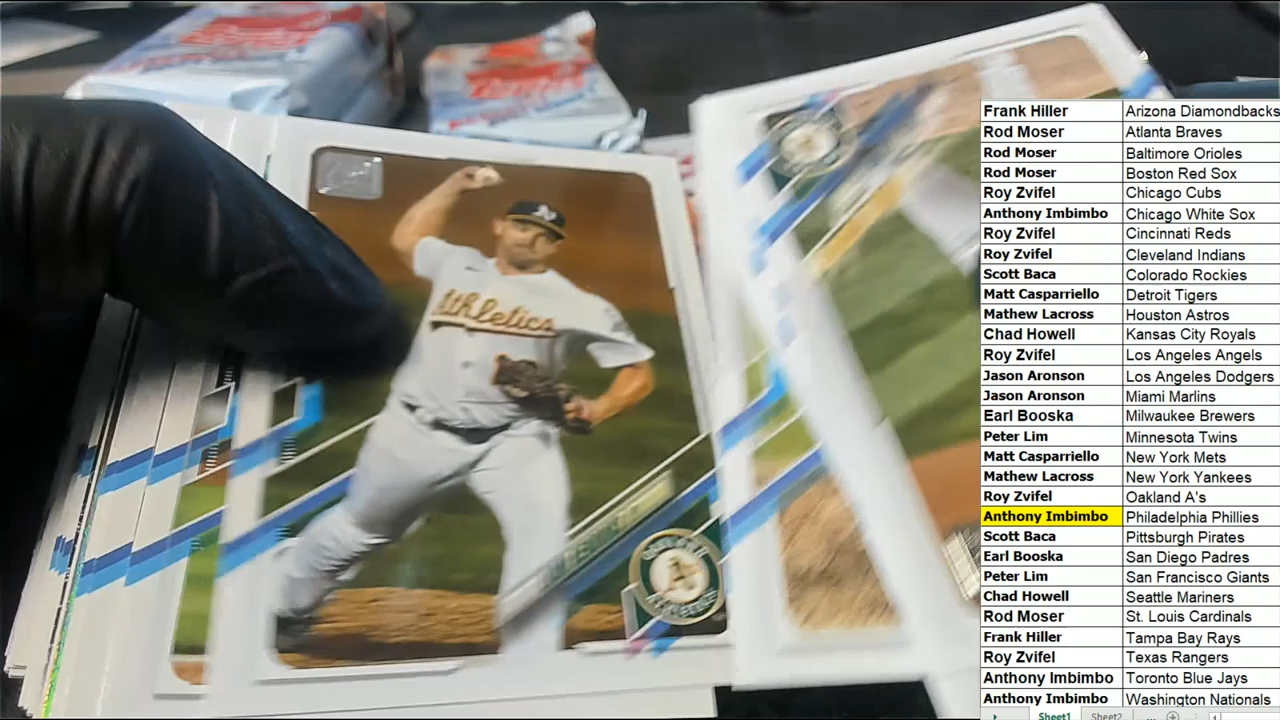 Athletics
Frank Hiller Arizona Diamondbacks
Rod Moser Atlanta Braves
Rod Moser Baltimore Orioles
Rod Moser Boston Red Sox
Roy Zvifel Chicago Cubs
Anthony Imbimbo Chicago White Sox
Roy Zvifel Cincinnati Reds
Roy Zvifel Cleveland Indians
Scott Baca Colorado Rockies
Matt Casparriello Detroit Tigers
Mathew Lacross Houston Astros
Chad Howell Kansas City Royals
Roy Zvifel Los Angeles Angels
Jason Aronson Los Angeles Dodgers
Jason Aronson Miami Marlins
Earl Booska Milwaukee Brewers
Peter Lim Minnesota Twins
Matt Casparriello New York Mets
Mathew Lacross New York Yankees
Roy Zvifel Oakland A's
Anthony Imbimbo Philadelphia Phillies
Scott Baca Pittsburgh Pirates
Earl Booska San Diego Padres
Peter Lim San Francisco Giants
Chad Howell Seattle Mariners
Rod Moser St. Louis Cardinals
Frank Hiller Tampa Bay Rays
Roy Zvifel Texas Rangers
Anthony Imbimbo Toronto Blue Jays
Anthony Imbimbo Washington Nationals
Sheet1 Sheet2 ...